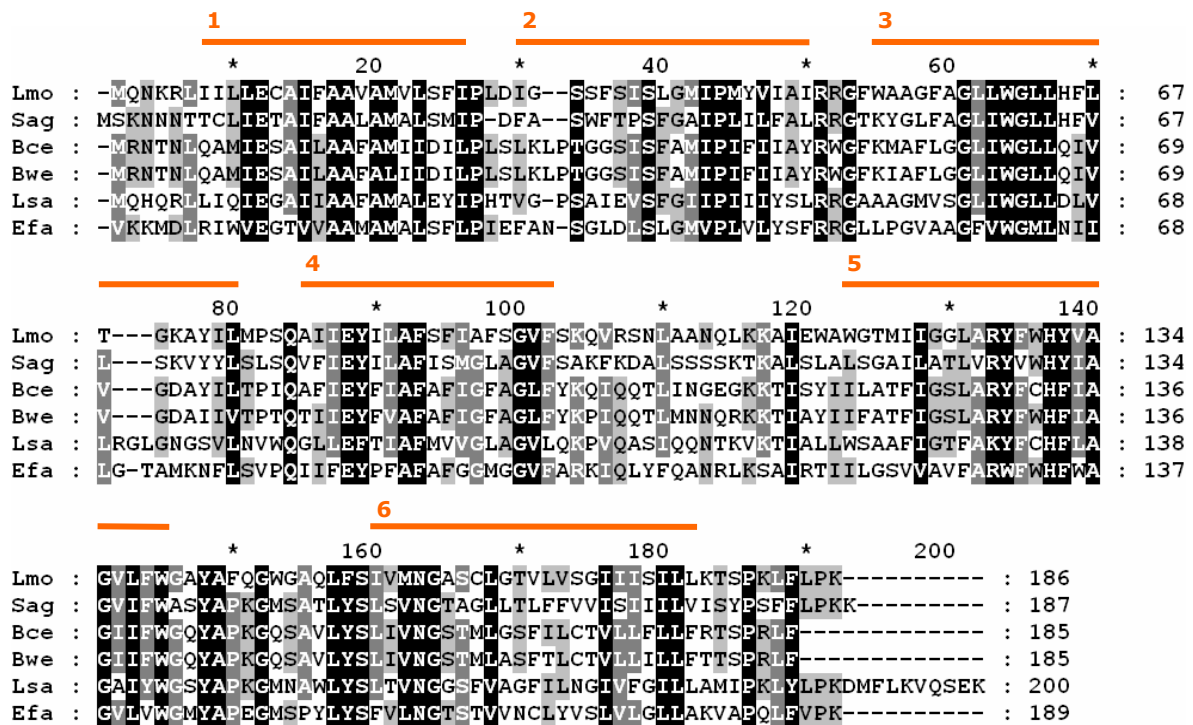 1 2 3
* 20 * 40 * 60 *
Lmo : -MQNKRLIILLECAIFAAVAMVLSFIPLDIG--SSFSISLGMIPMYVIAIRRGFWAAGFAGLLWGLLHFL : 67
Sag : MSKNNNTTCLIETAIFAALAMALSMIP-DFA--SWFTPSFGAIPLILFALRRGTKYGLFAGLIWGLLHFV : 67
Bce : -MRNTNLQAMIESAILAAFAMIIDILPLSLKLPTGGSISFAMIPIFIIAYRWGFKMAFLGGLIWGLLQIV : 69
Bwe : -MRNTNLQAMIESAILAAFALIIDILPLSLKLPTGGSISFAMIPIFIIAYRWGFKIAFLGGLIWGLLQIV : 69
Lsa : -MQHQRLLIQIEGAIIAAFAMALEYIPHTVG-PSAIEVSFGIIPIIIYSLRRGAAAGMVSGLIWGLLDLV : 68
Efa : -VKKMDLRIWVEGTVVAAMAMALSFLPIEFAN-SGLDLSLGMVPLVLYSFRRGLLPGVAAGFVWGMLNII : 68
4 5
80 * 100 * 120 * 140
Lmo : T---GKAYILMPSQAIIEYILAFSFIAFSGVFSKQVRSNLAANQLKKAIEWAWGTMIIGGLARYFWHYVA : 134
Sag : L---SKVYYLSLSQVFIEYILAFISMGLAGVFSAKFKDALSSSSKTKALSLALSGAILATLVRYVWHYIA : 134
Bce : V---GDAYILTPIQAFIEYFIAFAFIGFAGLFYKQIQQTLINGEGKKTISYIILATFIGSLARYFCHFIA : 136
Bwe : V---GDAIIVTPTQTIIEYFVAFAFIGFAGLFYKPIQQTLMNNQRKKTIAYIIFATFIGSLARYFWHFIA : 136
Lsa : LRGLGNGSVLNVWQGLLEFTIAFMVVGLAGVLQKPVQASIQQNTKVKTIALLWSAAFIGTFAKYFCHFLA : 138
Efa : LG-TAMKNFLSVPQIIFEYPFAFAFGGMGGVFARKIQLYFQANRLKSAIRTIILGSVVAVFARWFWHFWA : 137
6
* 160 * 180 * 200
Lmo : GVLFWGAYAFQGWGAQLFSIVMNGASCLGTVLVSGIIISILLKTSPKLFLPK---------- : 186
Sag : GVIFWASYAPKGMSATLYSLSVNGTAGLLTLFFVVISIIILVISYPSFFLPKK--------- : 187
Bce : GIIFWGQYAPKGQSAVLYSLIVNGSTMLGSFILCTVLLFLLFRTSPRLF------------- : 185
Bwe : GIIFWGQYAPKGQSAVLYSLIVNGSTMLASFTLCTVLLILLFTTSPRLF------------- : 185
Lsa : GAIYWGSYAPKGMNAWLYSLTVNGGSFVAGFILNGIVFGILLAMIPKLYLPKDMFLKVQSEK : 200
Efa : GVLVWGMYAPEGMSPYLYSFVLNGTSTVVNCLYVSLVLGLLAKVAPQLFVPK---------- : 189